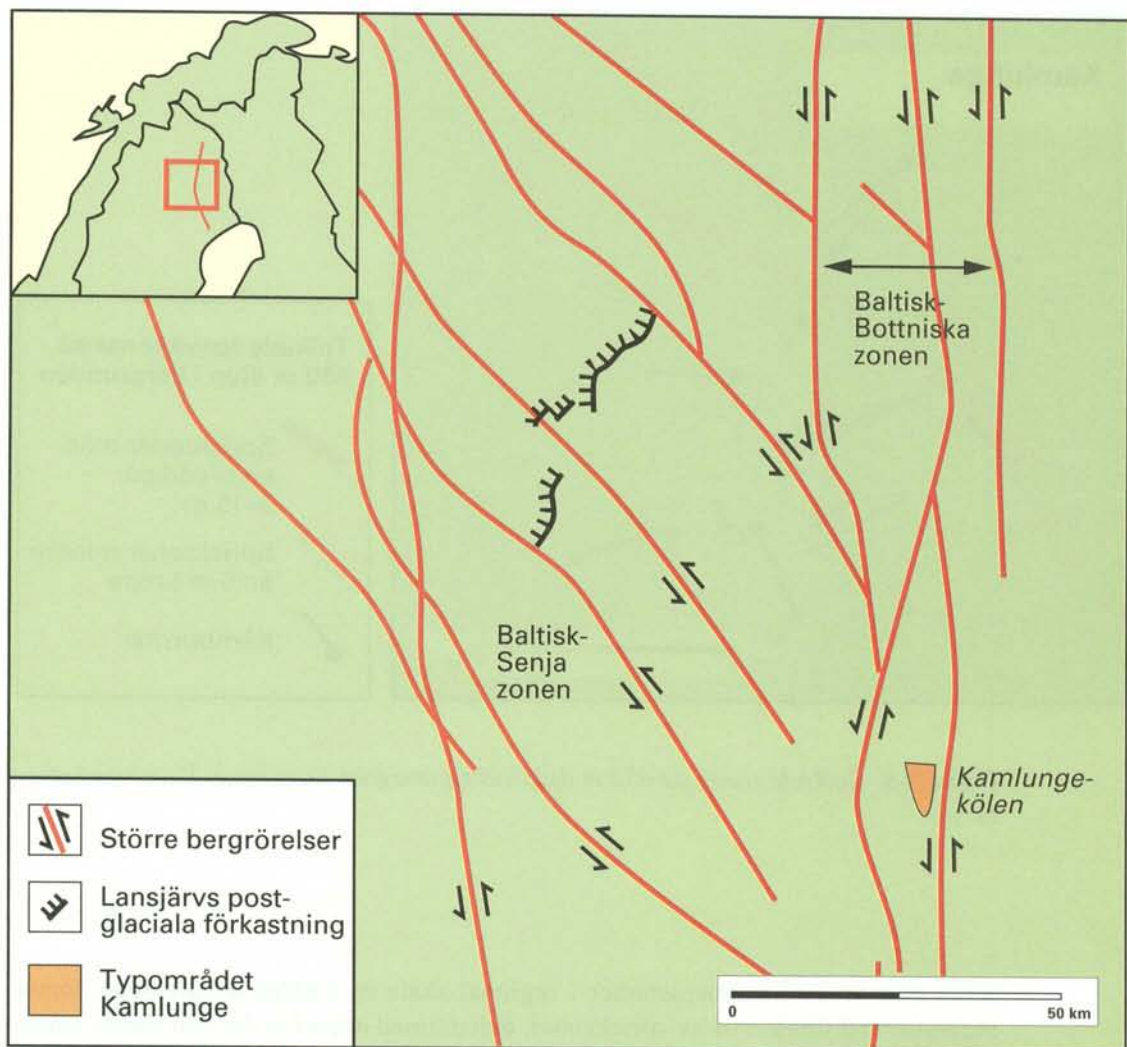 Baltisk-
Bottniska
zonen
Baltisk-
Senja
zonen
Kamlunge-
kölen
Större bergrörelser
Lansjärvs post-
glaciala förkastning
Typområdet
Kamlunge
0 50 km